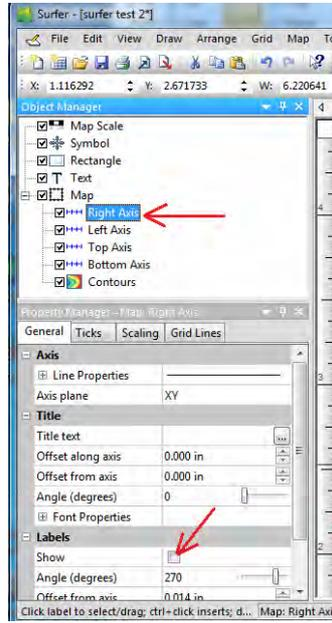 Surfer - [surfer test 2*]
File Edit View Draw Arrange Grid Map
X: 1.116292 Y: 2.671733 W: 6.220641
Object Manager
Map Scale
Symbol
Rectangle
T Text
Map
Right Axis
Left Axis
Top Axis
Bottom Axis
Contours
4
Property Manager - Map: Right Axis
General Ticks Scaling Grid Lines
Axis
Line Properties
Axis plane XY
3
Title
Title text ...
Offset along axis 0.000 in
Offset from axis 0.000 in
Angle (degrees) 0
Font Properties
Labels
Show
2
Angle (degrees) 270
Offset from axis 0.014 in
Click label to select/drag; ctrl+click inserts; d... Map: Right Axi